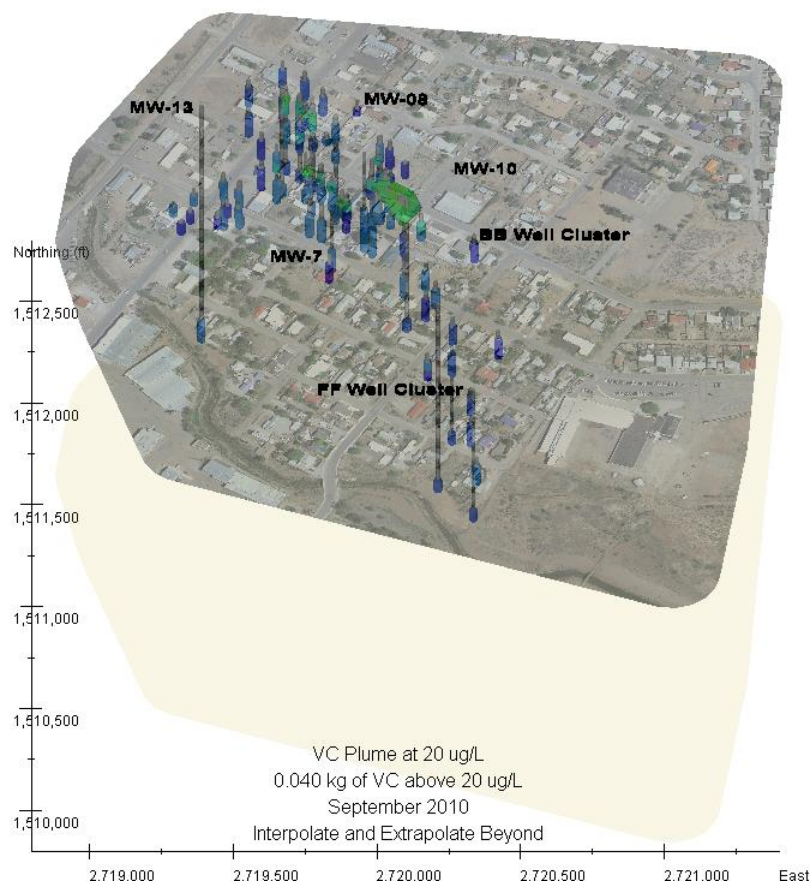 MW-13
MW-08
MW-10
BB Well Cluster
MW-7
Northing (ft)
1,512,500
FF Well Cluster
1,512,000
1,511,500
1,511,000
1,510,500
VC Plume at 20 ug/L
0.040 kg of VC above 20 ug/L
September 2010
1,510,000
Interpolate and Extrapolate Beyond
2.719.000 2.719.500 2.720.000 2.720.500 2.721.000 East